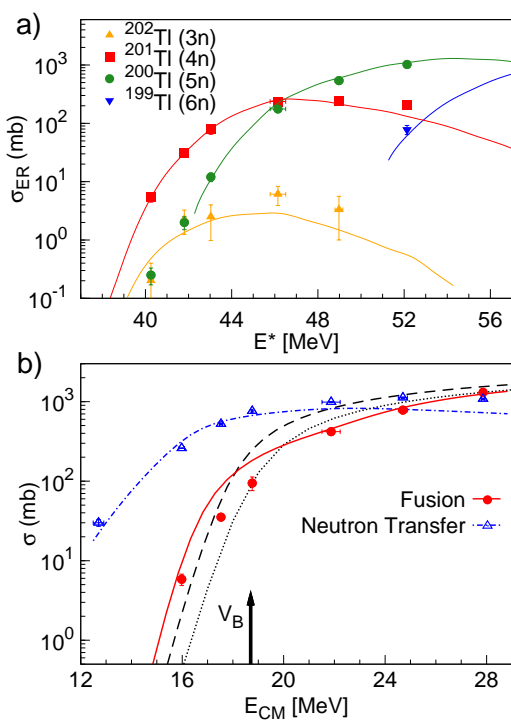 a)
²⁰²Tl (3n)
²⁰¹Tl (4n)
²⁰⁰Tl (5n)
¹⁹⁹Tl (6n)
σER (mb)
10³
10²
10¹
10⁰
10⁻¹
40 44 48 52 56
E* [MeV]
b)
σ (mb)
10³
10²
10¹
10⁰
Fusion
Neutron Transfer
VB
12 16 20 24 28
ECM [MeV]